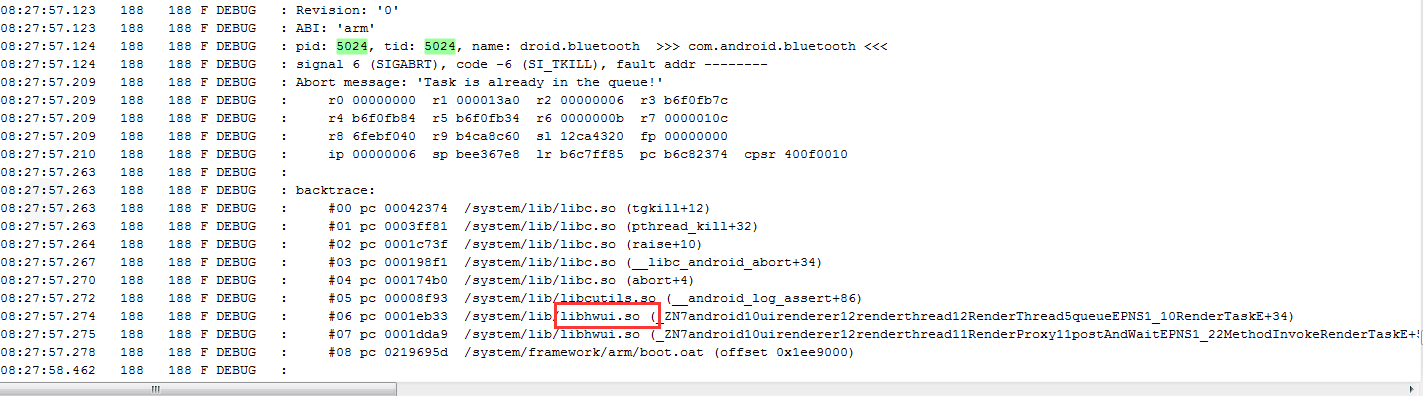 08:27:57.123 188 188 F DEBUG : Revision: '0'
08:27:57.123 188 188 F DEBUG : ABI: 'arm'
08:27:57.124 188 188 F DEBUG : pid: 5024, tid: 5024, name: droid.bluetooth >>> com.android.bluetooth <<<
08:27:57.124 188 188 F DEBUG : signal 6 (SIGABRT), code -6 (SI_TKILL), fault addr --------
08:27:57.209 188 188 F DEBUG : Abort message: 'Task is already in the queue!'
08:27:57.209 188 188 F DEBUG : r0 00000000 r1 000013a0 r2 00000006 r3 b6f0fb7c
08:27:57.209 188 188 F DEBUG : r4 b6f0fb84 r5 b6f0fb34 r6 0000000b r7 0000010c
08:27:57.209 188 188 F DEBUG : r8 6febf040 r9 b4ca8c60 sl 12ca4320 fp 00000000
08:27:57.210 188 188 F DEBUG : ip 00000006 sp bee367e8 lr b6c7ff85 pc b6c82374 cpsr 400f0010
08:27:57.263 188 188 F DEBUG :
08:27:57.263 188 188 F DEBUG : backtrace:
08:27:57.263 188 188 F DEBUG : #00 pc 00042374 /system/lib/libc.so (tgkill+12)
08:27:57.263 188 188 F DEBUG : #01 pc 0003ff81 /system/lib/libc.so (pthread_kill+32)
08:27:57.264 188 188 F DEBUG : #02 pc 0001c73f /system/lib/libc.so (raise+10)
08:27:57.267 188 188 F DEBUG : #03 pc 000198f1 /system/lib/libc.so (__libc_android_abort+34)
08:27:57.270 188 188 F DEBUG : #04 pc 000174b0 /system/lib/libc.so (abort+4)
08:27:57.272 188 188 F DEBUG : #05 pc 00008f93 /system/lib/libcutils.so (__android_log_assert+86)
08:27:57.274 188 188 F DEBUG : #06 pc 0001eb33 /system/lib/libhwui.so (_ZN7android10uirenderer12renderthread12RenderThread5queueEPNS1_10RenderTaskE+34)
08:27:57.275 188 188 F DEBUG : #07 pc 0001dda9 /system/lib/libhwui.so (_ZN7android10uirenderer12renderthread11RenderProxy11postAndWaitEPNS1_22MethodInvokeRenderTaskE+
08:27:57.278 188 188 F DEBUG : #08 pc 0219695d /system/framework/arm/boot.oat (offset 0x1ee9000)
08:27:58.462 188 188 F DEBUG :